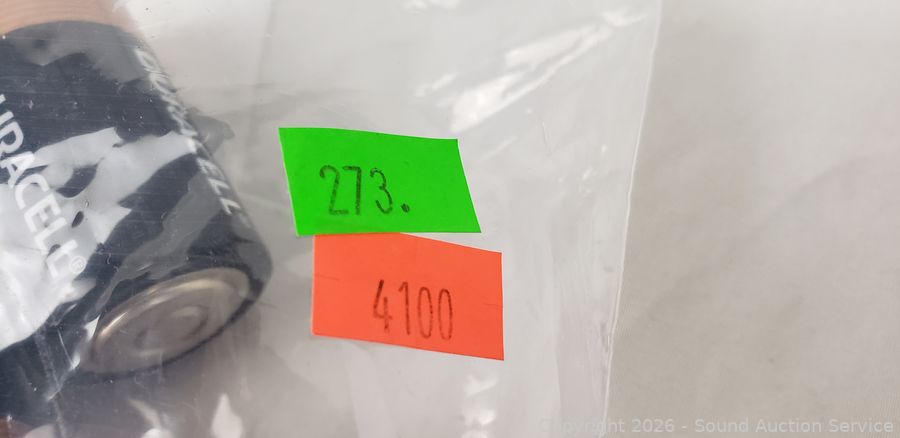 DURACELL
DURACELL®
273.
4100
Copyright 2026 - Sound Auction Service